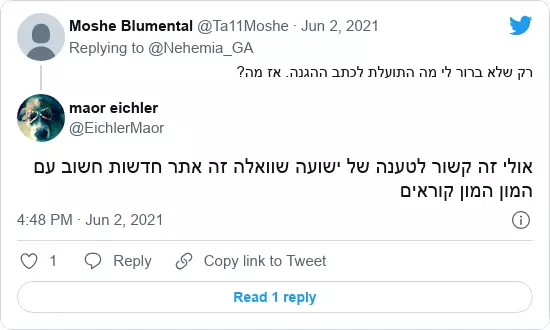 Moshe Blumental @Ta11Moshe · Jun 2, 2021
Replying to @Nehemia_GA
רק שלא ברור לי מה התועלת לכתב ההגנה. אז מה?
maor eichler
@EichlerMaor
אולי זה קשור לטענה של ישועה שוואלה זה אתר חדשות חשוב עם
המון המון קוראים
4:48 PM · Jun 2, 2021
1 Reply Copy link to Tweet
Read 1 reply